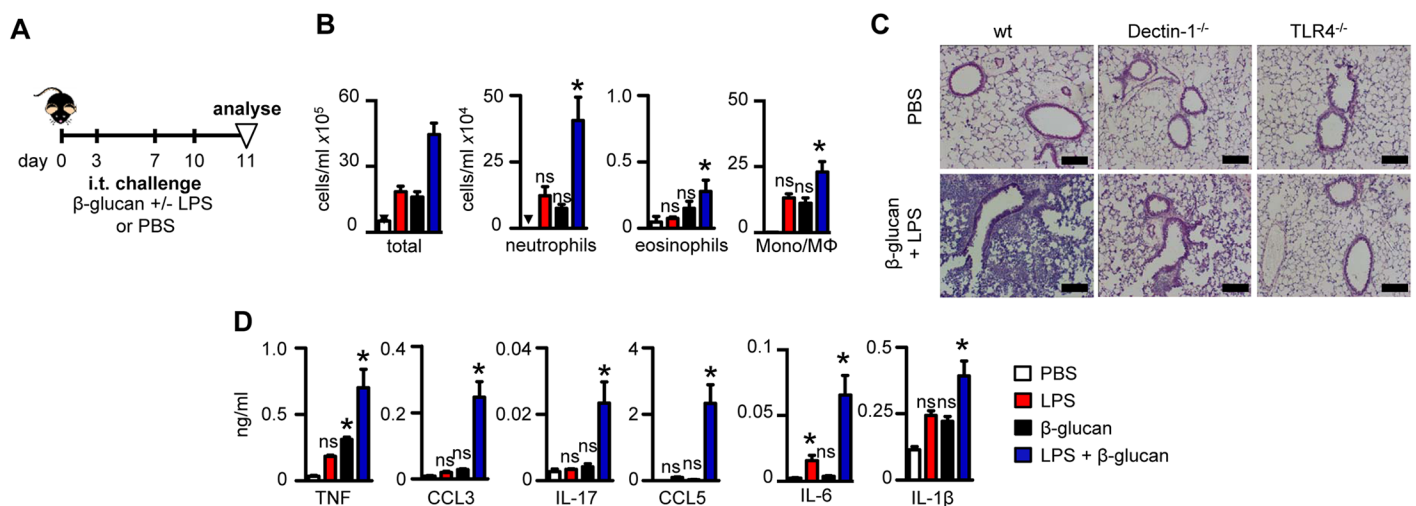 A
analyse
day 0 3 7 10 11
i.t. challenge
β-glucan +/- LPS
or PBS
B
cells/ml x10⁵
60
30
0
total
cells/ml x10⁴
50
25
0
ns
ns
*
neutrophils
1.0
0.5
0
ns
ns
*
eosinophils
50
25
0
ns
ns
*
Mono/MΦ
C
wt Dectin-1⁻/⁻ TLR4⁻/⁻
PBS
β-glucan
+ LPS
D
ng/ml
1.0
0.5
0
ns
*
*
TNF
0.4
0.2
0
ns
ns
*
CCL3
0.04
0.02
0
ns
ns
*
IL-17
4
2
0
ns
ns
*
CCL5
0.1
0.05
0
*
ns
*
IL-6
0.5
0.25
0
ns
ns
*
IL-1β
PBS
LPS
β-glucan
LPS + β-glucan